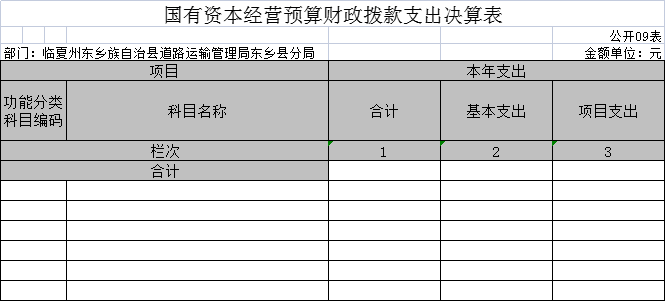 国有资本经营预算财政拨款支出决算表
公开09表
部门：临夏州东乡族自治县道路运输管理局东乡县分局 金额单位：元
项目 本年支出
功能分类科目编码 科目名称 合计 基本支出 项目支出
栏次 1 2 3
合计